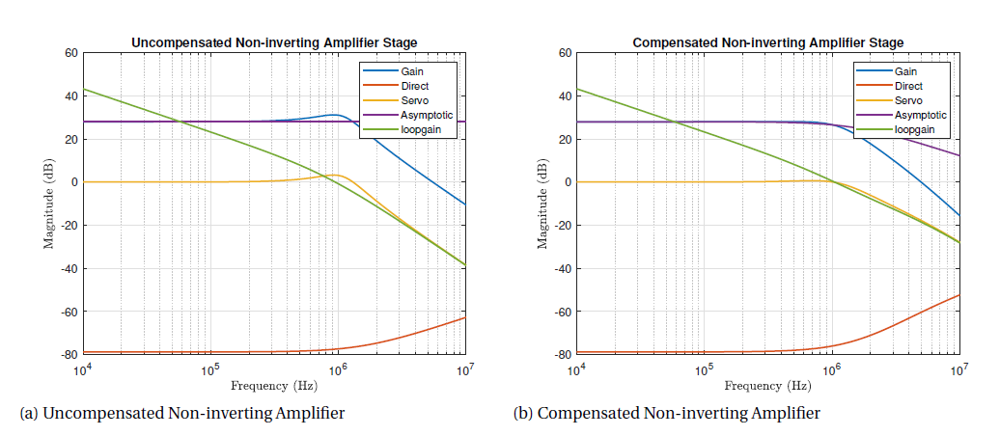 Uncompensated Non-inverting Amplifier Stage
60
40
20
0
-20
-40
-60
-80
Magnitude (dB)
Gain
Direct
Servo
Asymptotic
loopgain
10^4
10^5
10^6
10^7
Frequency (Hz)
(a) Uncompensated Non-inverting Amplifier
Compensated Non-inverting Amplifier Stage
60
40
20
0
-20
-40
-60
-80
Magnitude (dB)
Gain
Direct
Servo
Asymptotic
loopgain
10^4
10^5
10^6
10^7
Frequency (Hz)
(b) Compensated Non-inverting Amplifier